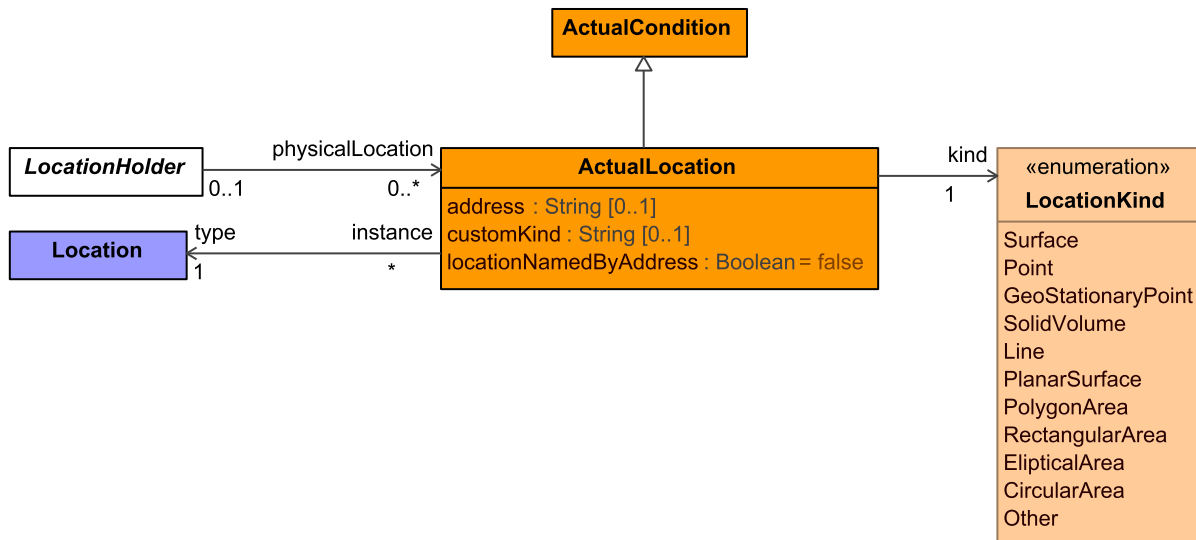 ActualCondition
LocationHolder
physicalLocation
0..1
0..*
Location
type
instance
1
*
ActualLocation
address : String [0..1]
customKind : String [0..1]
locationNamedByAddress : Boolean = false
kind
1
«enumeration»
LocationKind
Surface
Point
GeoStationaryPoint
SolidVolume
Line
PlanarSurface
PolygonArea
RectangularArea
ElipticalArea
CircularArea
Other